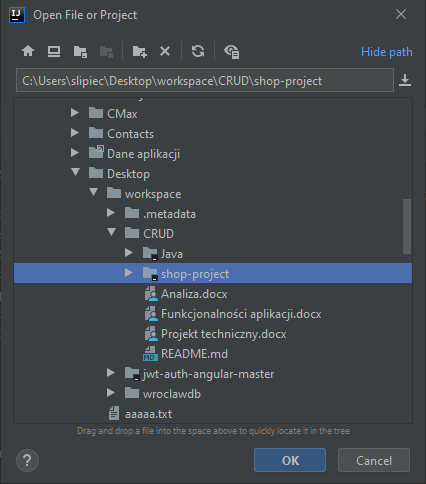 IJ Open File or Project
Hide path
C:\Users\slipiec\Desktop\workspace\CRUD\shop-project
CMax
Contacts
Dane aplikacji
Desktop
workspace
.metadata
CRUD
Java
shop-project
Analiza.docx
Funkcjonalności aplikacji.docx
Projekt techniczny.docx
MD README.md
jwt-auth-angular-master
wroclawdb
aaaaa.txt
Drag and drop a file into the space above to quickly locate it in the tree
? OK Cancel